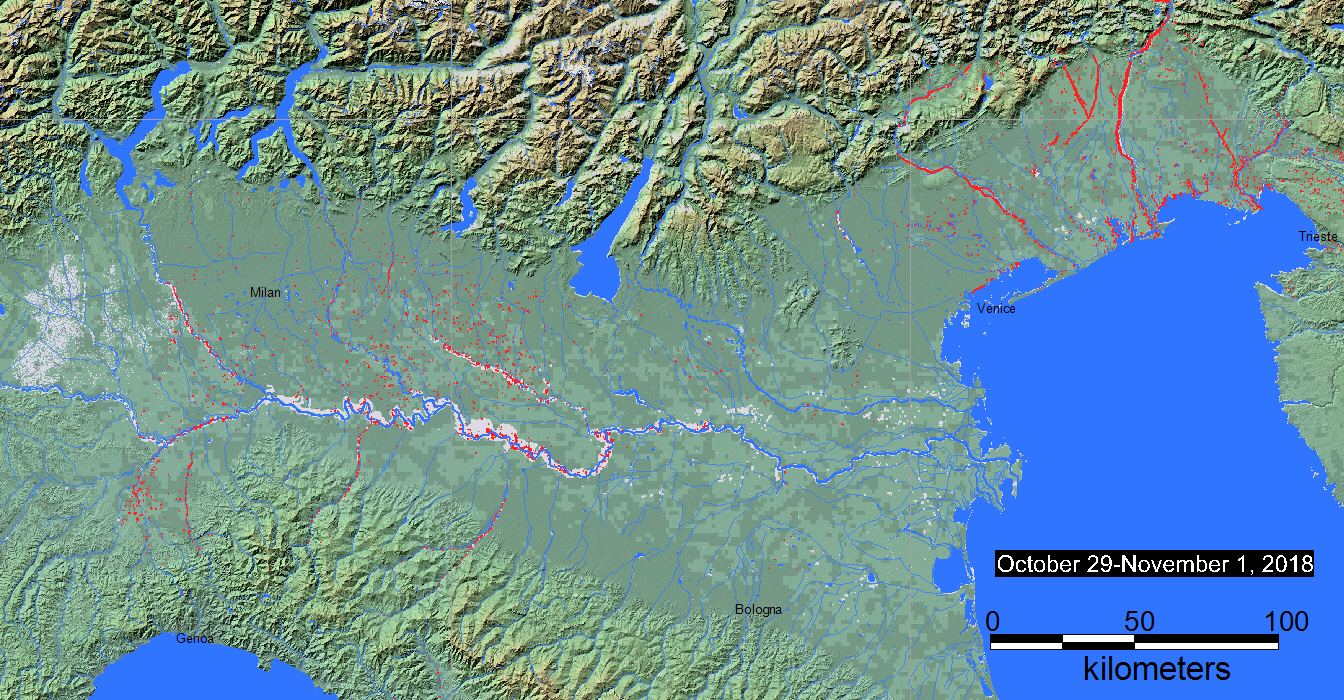 Trieste
Milan
Venice
October 29-November 1, 2018
Bologna
0 50 100
Genoa
kilometers